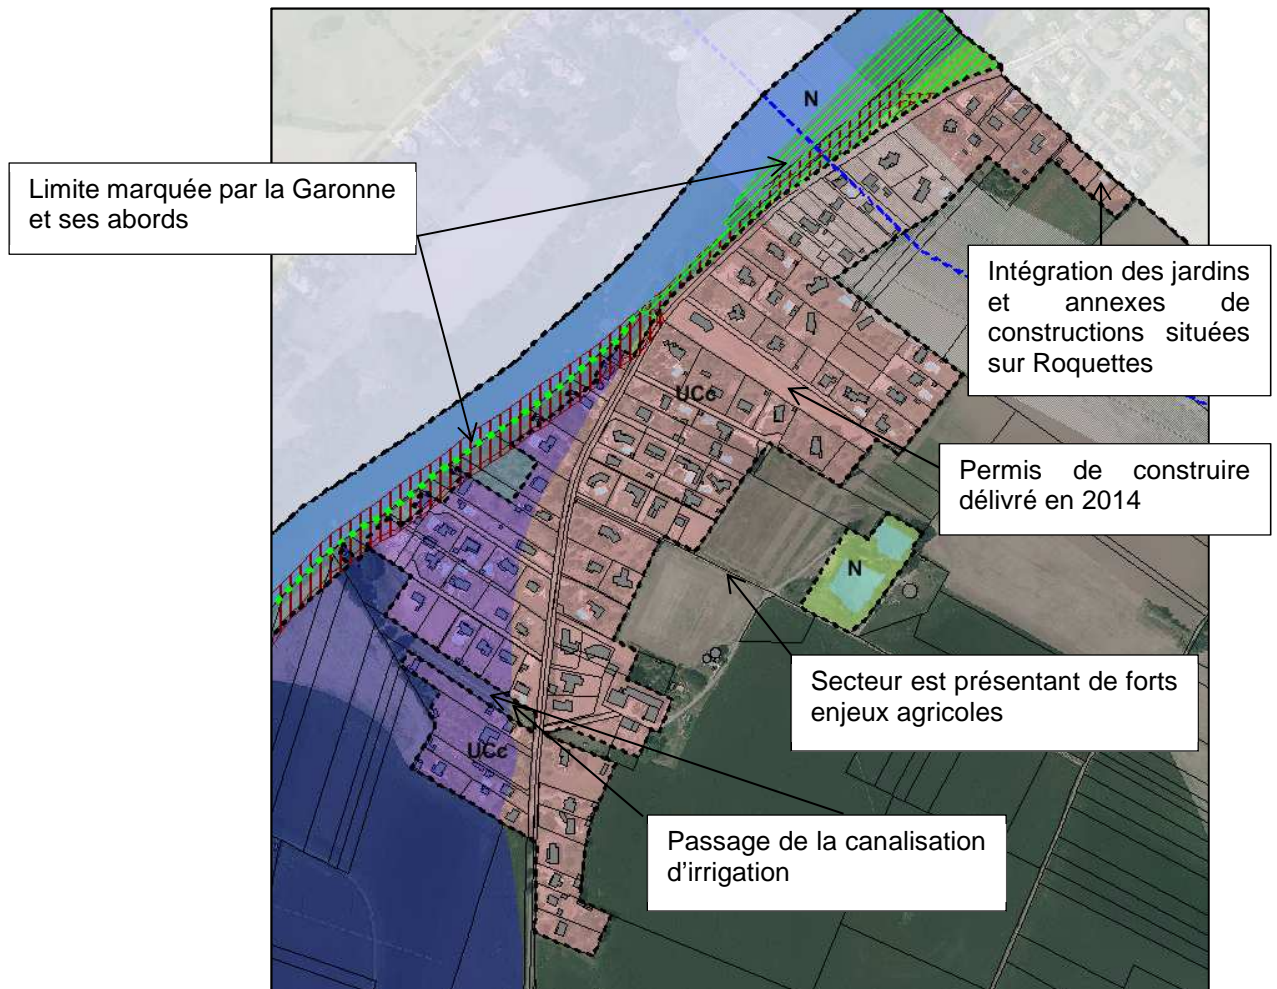 N
Limite marquée par la Garonne
et ses abords
Intégration des jardins
et annexes de
constructions situées
sur Roquettes
UCc
Permis de construire
délivré en 2014
N
Secteur est présentant de forts
enjeux agricoles
UCc
Passage de la canalisation
d'irrigation